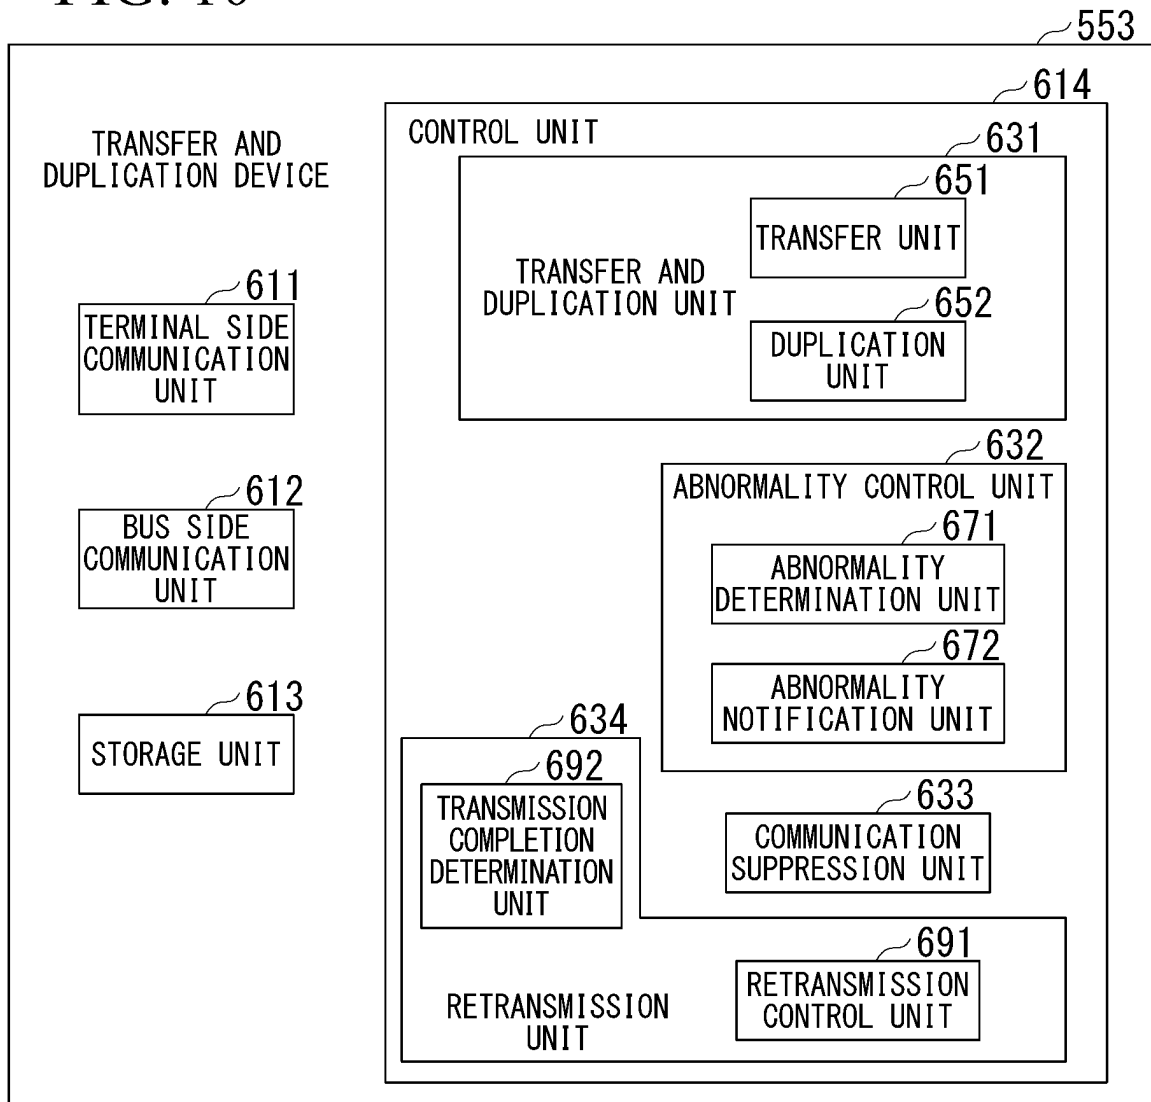 FIG. 10
553
614
TRANSFER AND
DUPLICATION DEVICE
CONTROL UNIT
631
651
TRANSFER UNIT
TRANSFER AND
DUPLICATION UNIT
652
DUPLICATION
UNIT
611
TERMINAL SIDE
COMMUNICATION
UNIT
632
ABNORMALITY CONTROL UNIT
671
ABNORMALITY
DETERMINATION UNIT
672
ABNORMALITY
NOTIFICATION UNIT
612
BUS SIDE
COMMUNICATION
UNIT
613
STORAGE UNIT
634
692
TRANSMISSION
COMPLETION
DETERMINATION
UNIT
633
COMMUNICATION
SUPPRESSION UNIT
691
RETRANSMISSION
CONTROL UNIT
RETRANSMISSION
UNIT